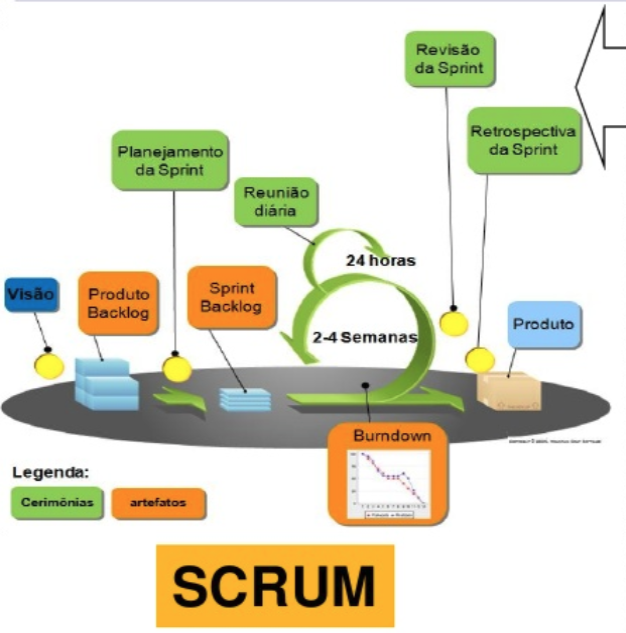 Revisão
da Sprint
Retrospectiva
da Sprint
Planejamento
da Sprint
Reunião
diária
24 horas
Visão
Produto
Backlog
Sprint
Backlog
2-4 Semanas
Produto
Burndown
Legenda:
Cerimônias
artefatos
SCRUM